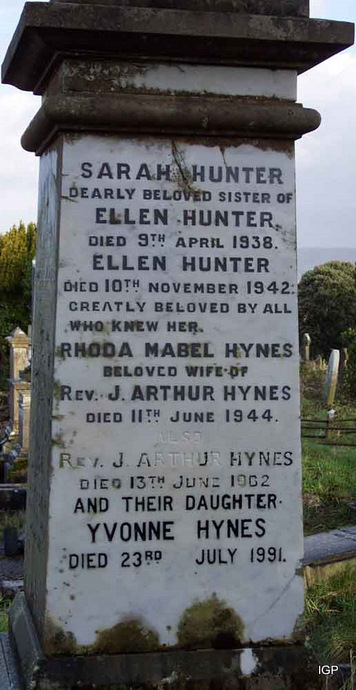 SARAH HUNTER
DEARLY BELOVED SISTER OF
ELLEN HUNTER.
DIED 9TH APRIL 1938.
ELLEN HUNTER
DIED 10TH NOVEMBER 1942.
GREATLY BELOVED BY ALL
WHO KNEW HER.
RHODA MABEL HYNES
BELOVED WIFE OF
REV. J. ARTHUR HYNES
DIED 11TH JUNE 1944.
ALSO
REV. J. ARTHUR HYNES
DIED 13TH JUNE 1962
AND THEIR DAUGHTER.
YVONNE HYNES
DIED 23RD JULY 1991.
IGP